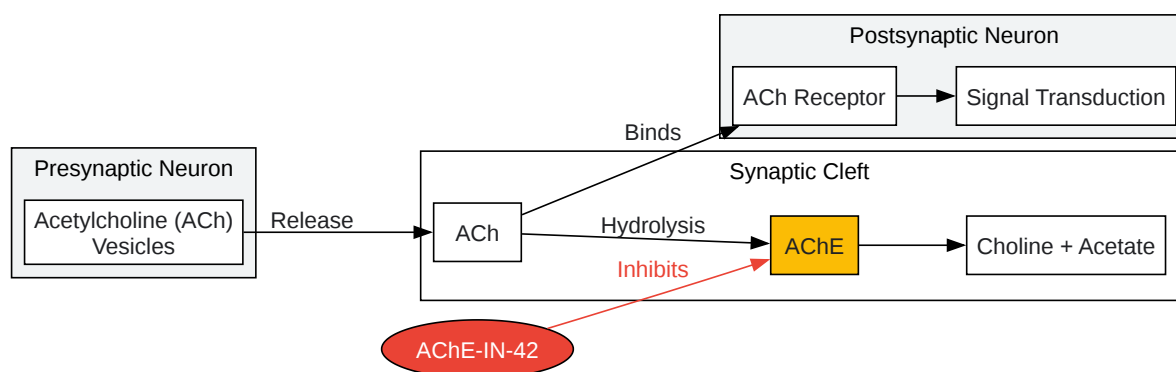 Postsynaptic Neuron
ACh Receptor
Signal Transduction
Binds
Presynaptic Neuron
Synaptic Cleft
Acetylcholine (ACh)
Vesicles
Release
ACh
Hydrolysis
AChE
Choline + Acetate
Inhibits
AChE-IN-42